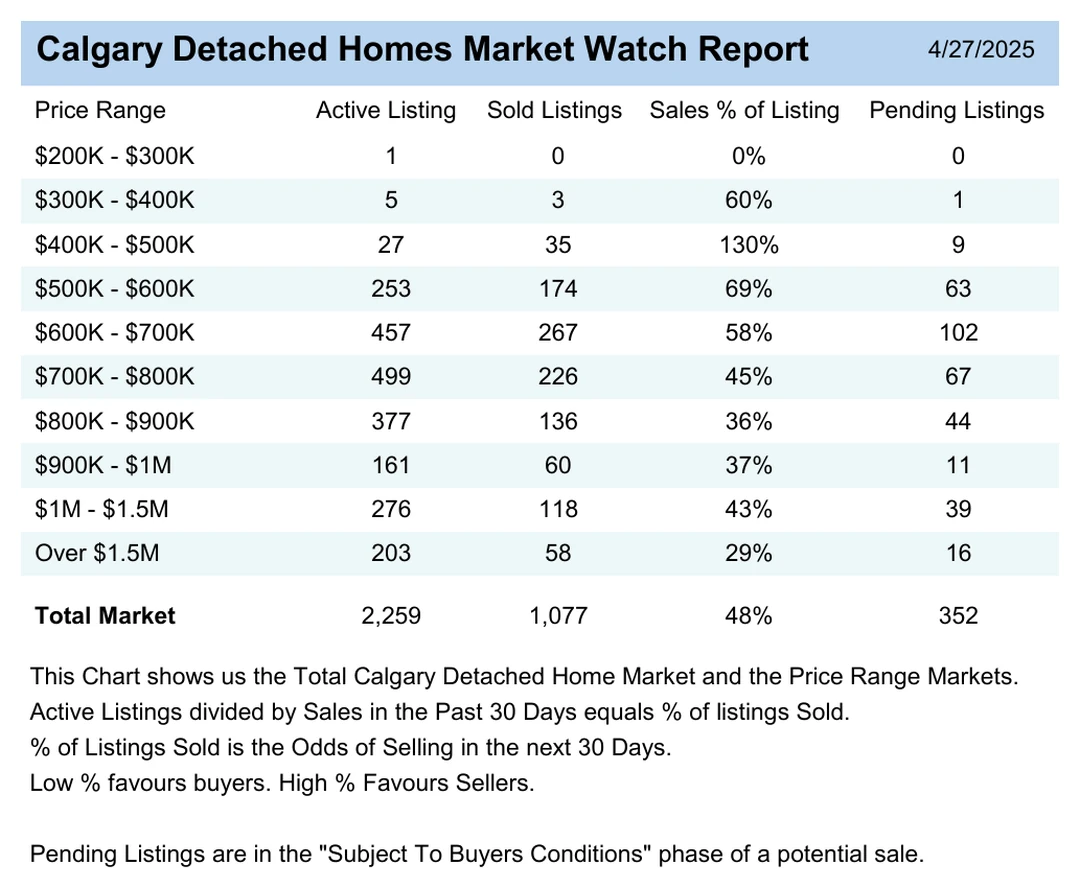 Calgary Detached Homes Market Watch Report 4/27/2025
Price Range Active Listing Sold Listings Sales % of Listing Pending Listings
$200K - $300K 1 0 0% 0
$300K - $400K 5 3 60% 1
$400K - $500K 27 35 130% 9
$500K - $600K 253 174 69% 63
$600K - $700K 457 267 58% 102
$700K - $800K 499 226 45% 67
$800K - $900K 377 136 36% 44
$900K - $1M 161 60 37% 11
$1M - $1.5M 276 118 43% 39
Over $1.5M 203 58 29% 16
Total Market 2,259 1,077 48% 352
This Chart shows us the Total Calgary Detached Home Market and the Price Range Markets.
Active Listings divided by Sales in the Past 30 Days equals % of listings Sold.
% of Listings Sold is the Odds of Selling in the next 30 Days.
Low % favours buyers. High % Favours Sellers.
Pending Listings are in the "Subject To Buyers Conditions" phase of a potential sale.